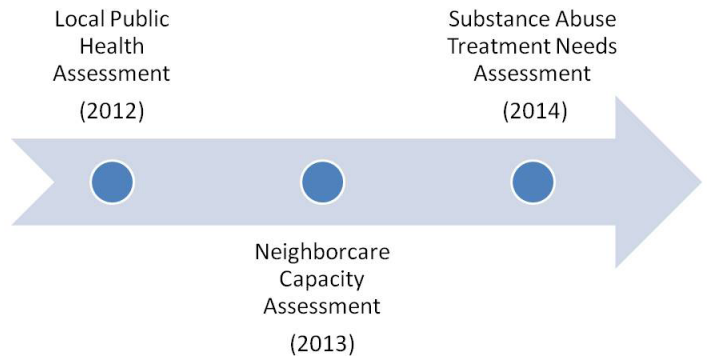 Local Public
Health
Assessment
(2012)
Neighborcare
Capacity
Assessment
(2013)
Substance Abuse
Treatment Needs
Assessment
(2014)